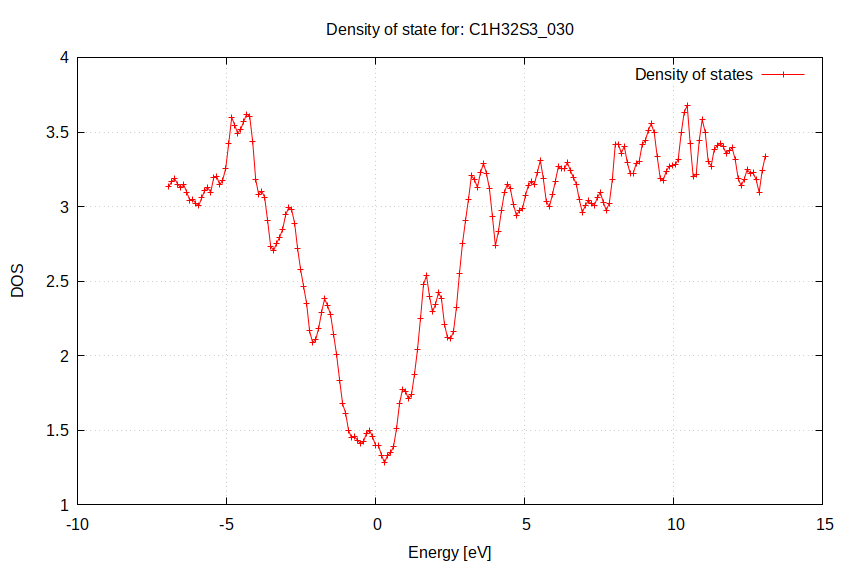 Density of state for: C1H32S3_030
Density of states
4
3.5
3
2.5
2
1.5
1
DOS
-10 -5 0 5 10 15
Energy [eV]